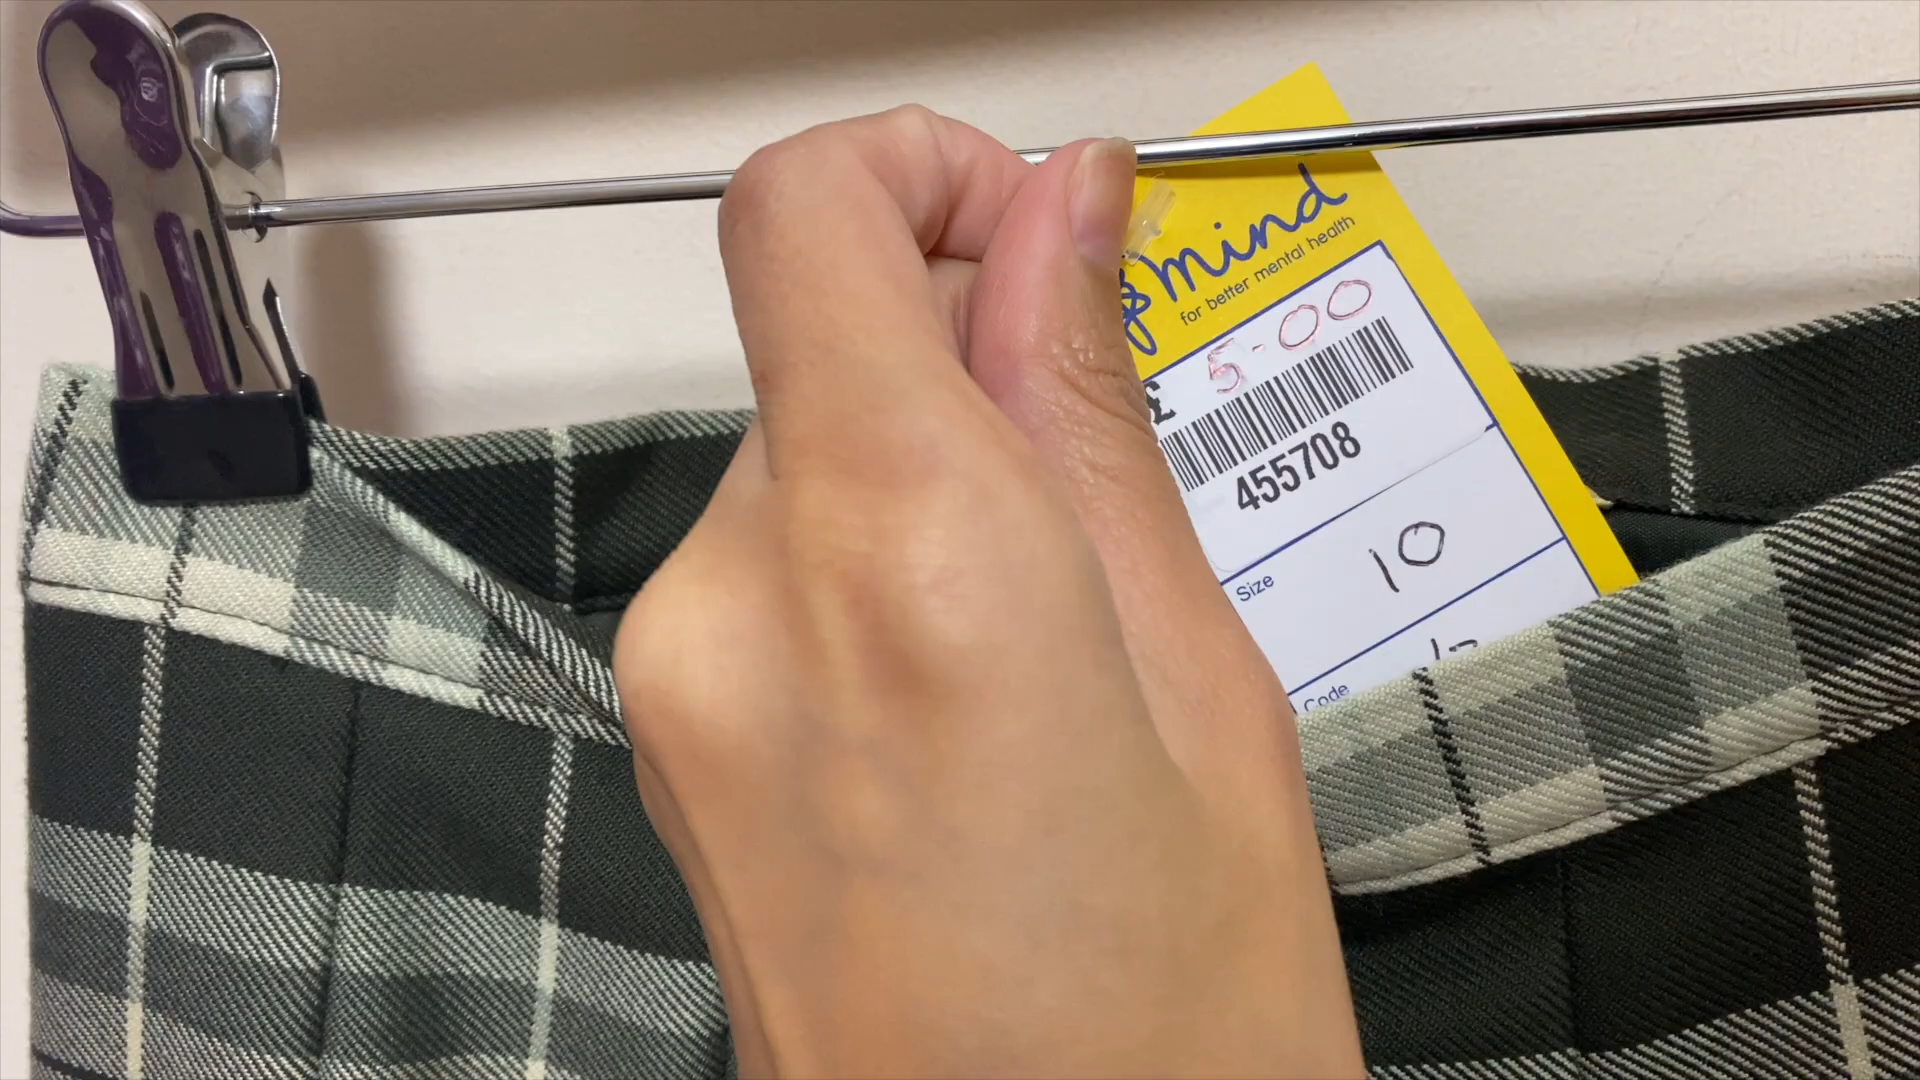 mind
for better mental health
£ 5-00
455708
Size 10
Code